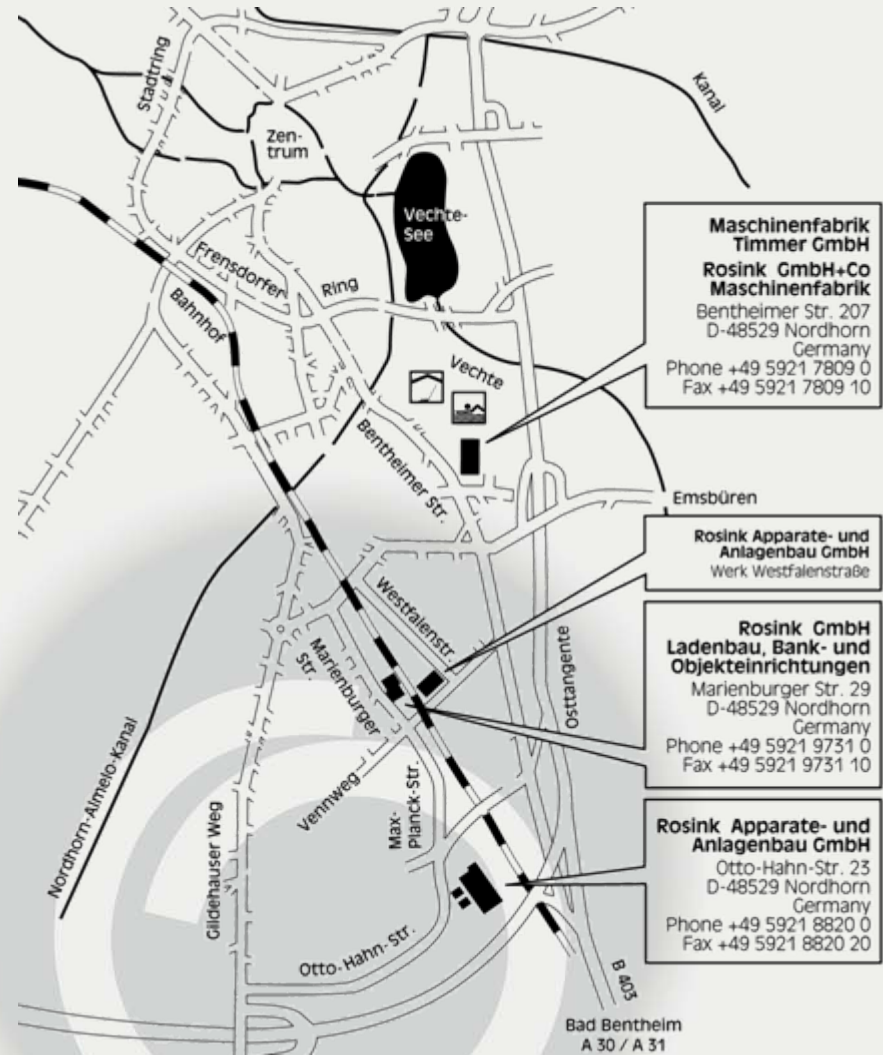 Stadtring
Kanal
Zen-
trum
Vechte-
See
Frensdorfer
Ring
Bahnhof
Vechte
Bentheimer Str.
Maschinenfabrik
Timmer GmbH
Rosink GmbH+Co
Maschinenfabrik
Bentheimer Str. 207
D-48529 Nordhorn
Germany
Phone +49 5921 7809 0
Fax +49 5921 7809 10
Emsbüren
Rosink Apparate- und
Anlagenbau GmbH
Werk Westfalenstraße
Westfalenstr.
Marienburger
Str.
Osttangente
Rosink GmbH
Ladenbau, Bank- und
Objekteinrichtungen
Marienburger Str. 29
D-48529 Nordhorn
Germany
Phone +49 5921 9731 0
Fax +49 5921 9731 10
Nordhorn-Almelo-Kanal
Vennweg
Max-
Planck-Str.
Gildehauser Weg
Rosink Apparate- und
Anlagenbau GmbH
Otto-Hahn-Str. 23
D-48529 Nordhorn
Germany
Phone +49 5921 8820 0
Fax +49 5921 8820 20
Otto-Hahn-Str.
B 403
Bad Bentheim
A 30 / A 31